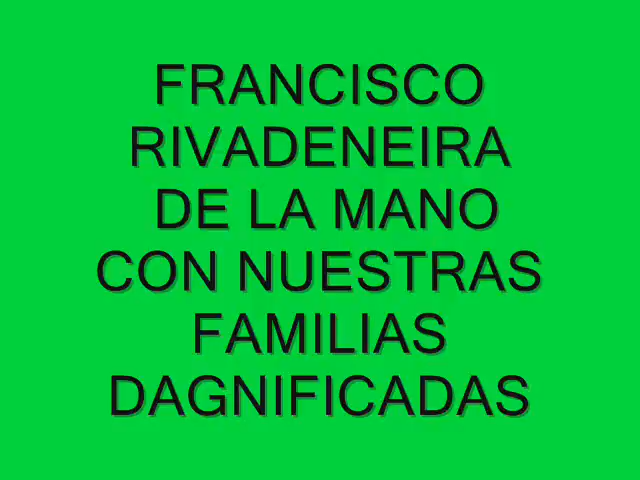 FRANCISCO
RIVADENEIRA
DE LA MANO
CON NUESTRAS
FAMILIAS
DAGNIFICADAS